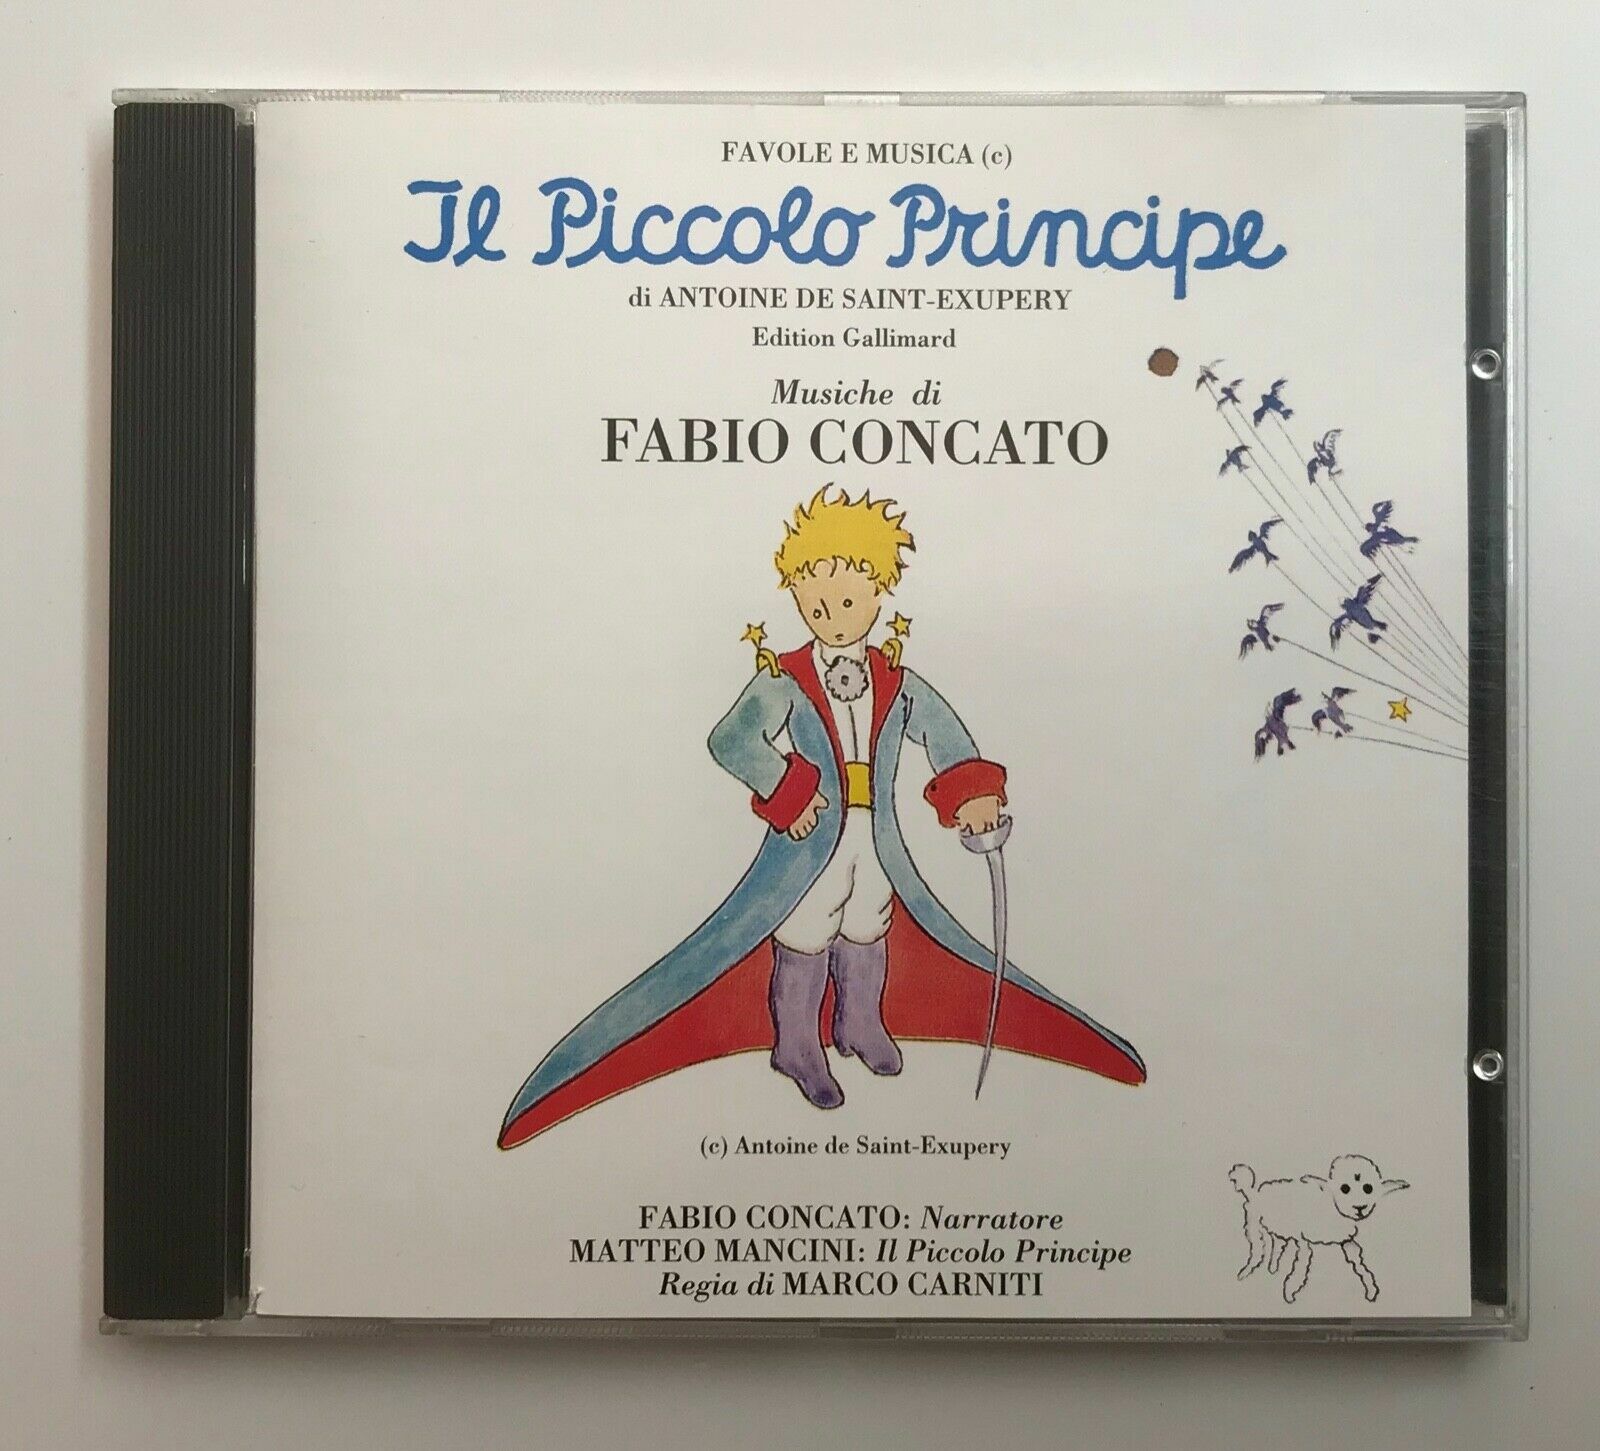 FAVOLE E MUSICA (c)
Il Piccolo Principe
di ANTOINE DE SAINT-EXUPERY
Edition Gallimard
Musiche di
FABIO CONCATO
(c) Antoine de Saint-Exupery
FABIO CONCATO: Narratore
MATTEO MANCINI: Il Piccolo Principe
Regia di MARCO CARNITI